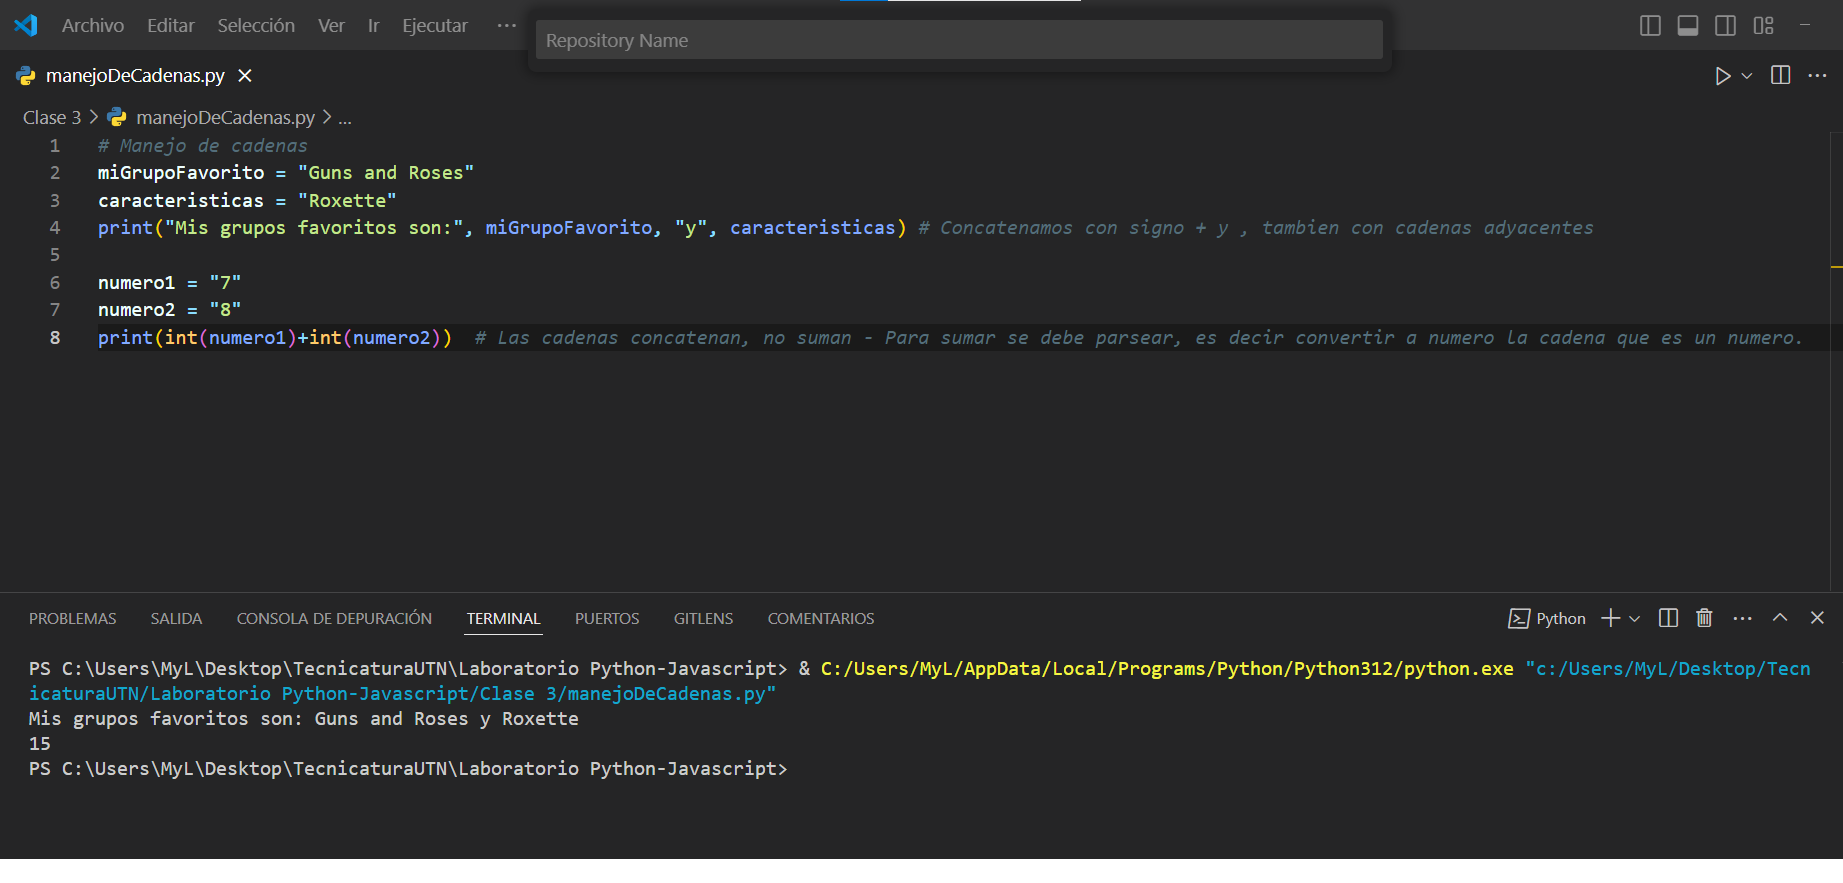 Archivo Editar Selección Ver Ir Ejecutar ···
Repository Name
manejoDeCadenas.py
Clase 3 > manejoDeCadenas.py > ...
1 # Manejo de cadenas
2 miGrupoFavorito = "Guns and Roses"
3 caracteristicas = "Roxette"
4 print("Mis grupos favoritos son:", miGrupoFavorito, "y", caracteristicas) # Concatenamos con signo + y , tambien con cadenas adyacentes
5
6 numero1 = "7"
7 numero2 = "8"
8 print(int(numero1)+int(numero2)) # Las cadenas concatenan, no suman - Para sumar se debe parsear, es decir convertir a numero la cadena que es un numero.
PROBLEMAS SALIDA CONSOLA DE DEPURACIÓN TERMINAL PUERTOS GITLENS COMENTARIOS Python
PS C:\Users\MyL\Desktop\TecnicaturaUTN\Laboratorio Python-Javascript> & C:/Users/MyL/AppData/Local/Programs/Python/Python312/python.exe "c:/Users/MyL/Desktop/Tecn
icaturaUTN/Laboratorio Python-Javascript/Clase 3/manejoDeCadenas.py"
Mis grupos favoritos son: Guns and Roses y Roxette
15
PS C:\Users\MyL\Desktop\TecnicaturaUTN\Laboratorio Python-Javascript>